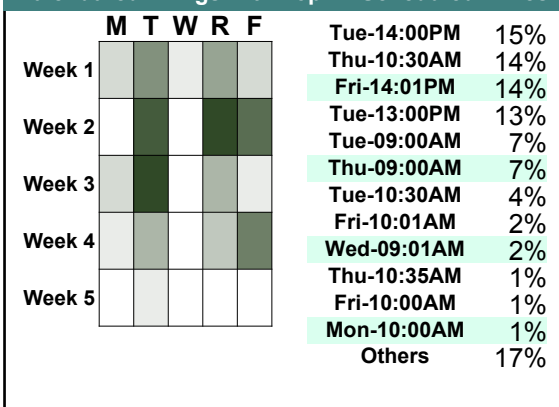 M T W R F
Week 1
Week 2
Week 3
Week 4
Week 5
Tue-14:00PM 15%
Thu-10:30AM 14%
Fri-14:01PM 14%
Tue-13:00PM 13%
Tue-09:00AM 7%
Thu-09:00AM 7%
Tue-10:30AM 4%
Fri-10:01AM 2%
Wed-09:01AM 2%
Thu-10:35AM 1%
Fri-10:00AM 1%
Mon-10:00AM 1%
Others 17%